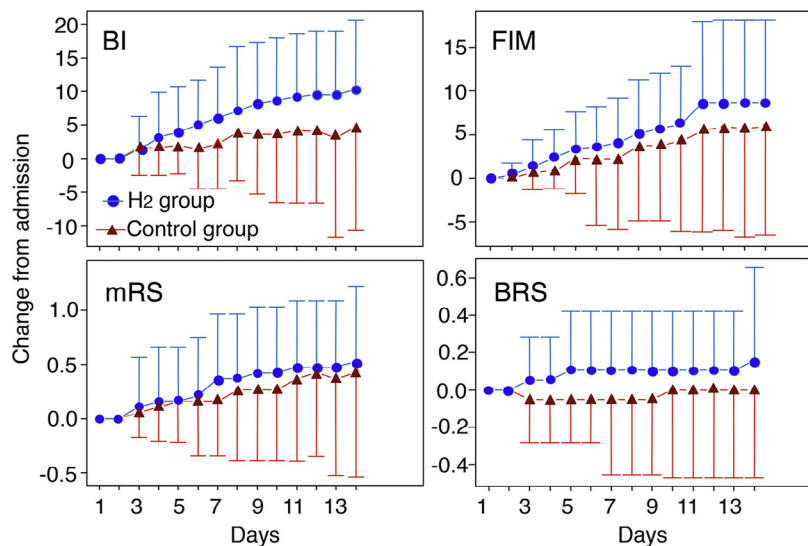 Change from admission
BI
20
15
10
5
0
-5
-10
H2 group
Control group
FIM
15
10
5
0
-5
mRS
1.0
0.5
0.0
-0.5
1 3 5 7 9 11 13
Days
BRS
0.6
0.4
0.2
0.0
-0.2
-0.4
1 3 5 7 9 11 13
Days